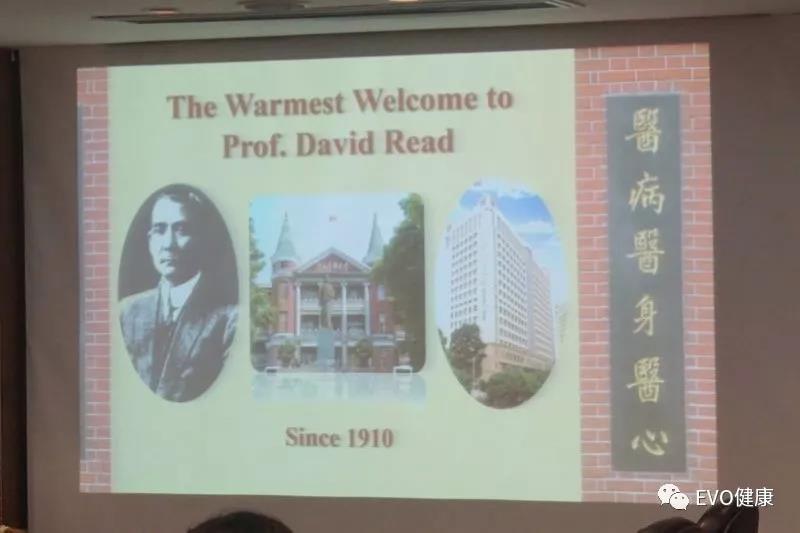 The Warmest Welcome to
Prof. David Read
Since 1910
醫病醫身醫心
EVO健康